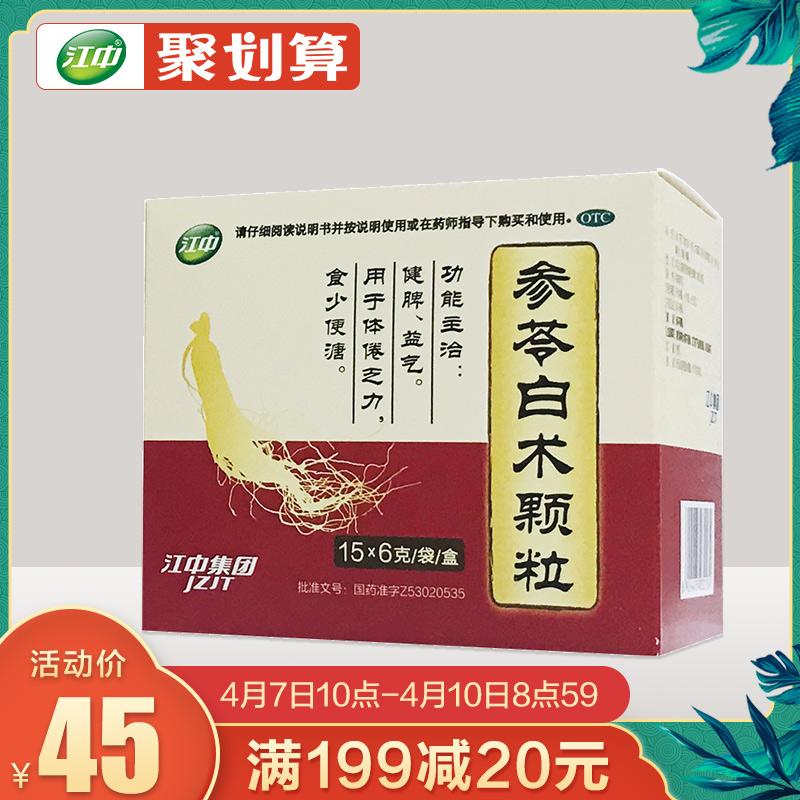 江中®
聚划算
江中
请仔细阅读说明书并按说明使用或在药师指导下购买和使用。
OTC
参苓白术颗粒
功能主治：
健脾、益气。
用于体倦乏力，
食少便溏。
15×6克/袋/盒
江中集团
JZJT
批准文号：国药准字Z53020535
江中集团
JZJT
活动价
¥45
4月7日10点-4月10日8点59
满199减20元